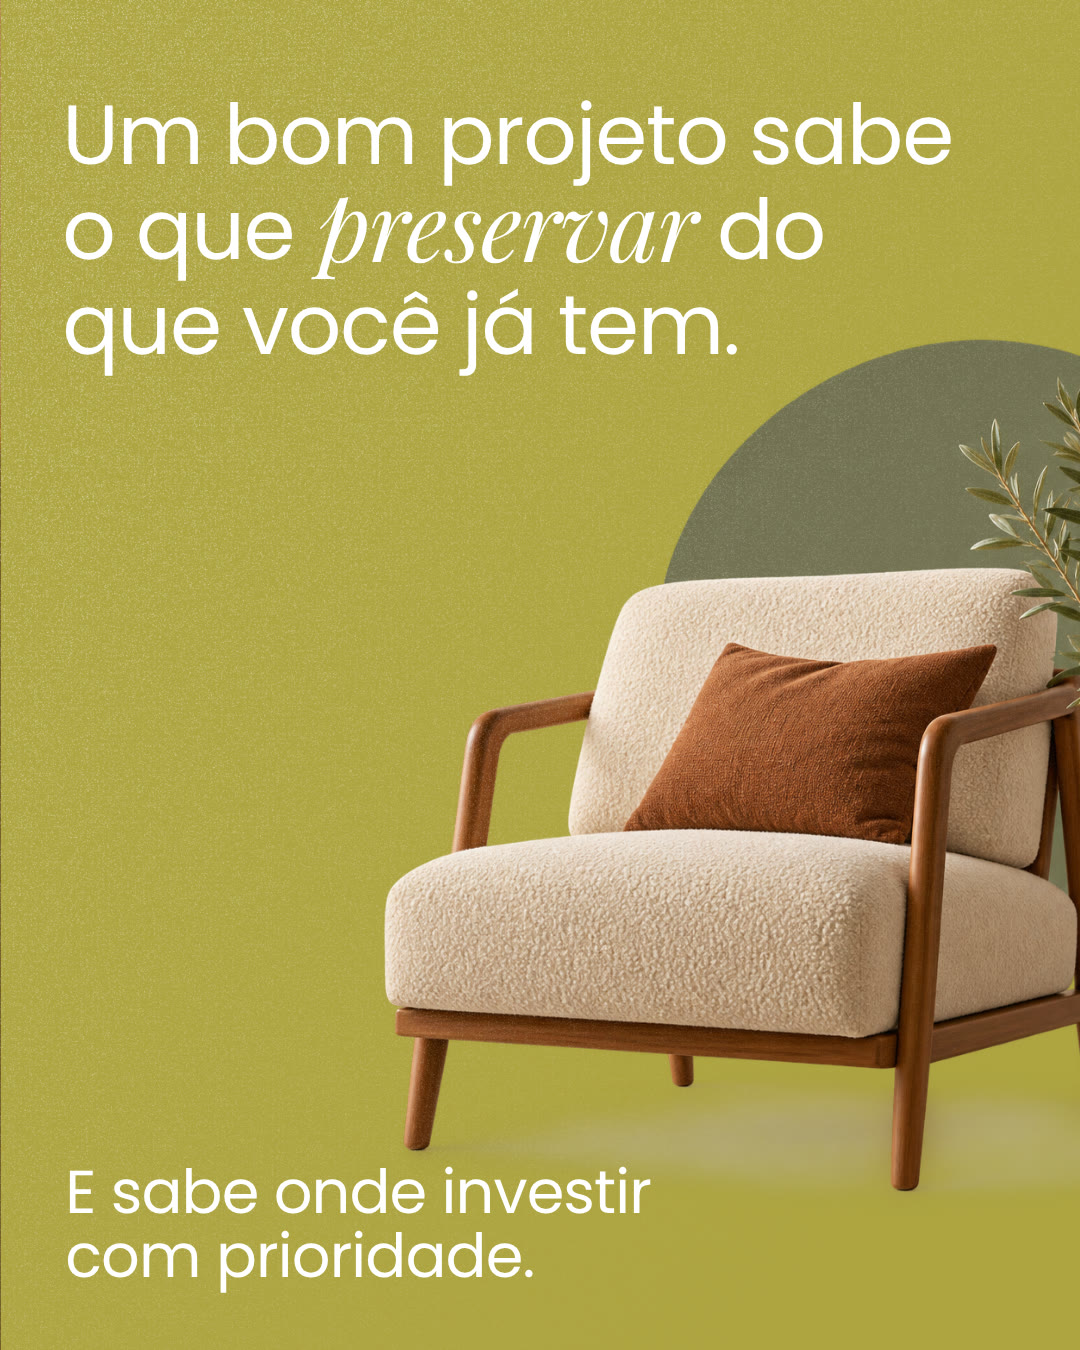 Um bom projeto sabe
o que preservar do
que você já tem.
E sabe onde investir
com prioridade.